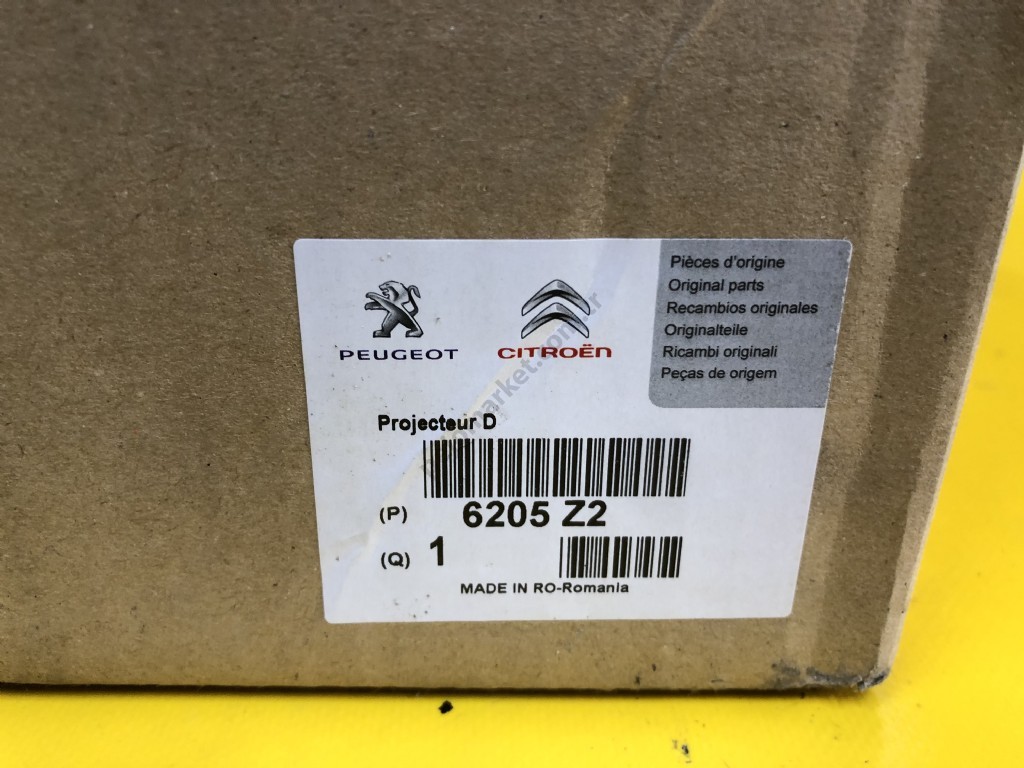 PEUGEOT
CITROËN
Pièces d'origine
Original parts
Recambios originales
Originalteile
Ricambi originali
Peças de origem
Projecteur D
(P) 6205 Z2
(Q) 1
MADE IN RO-Romania